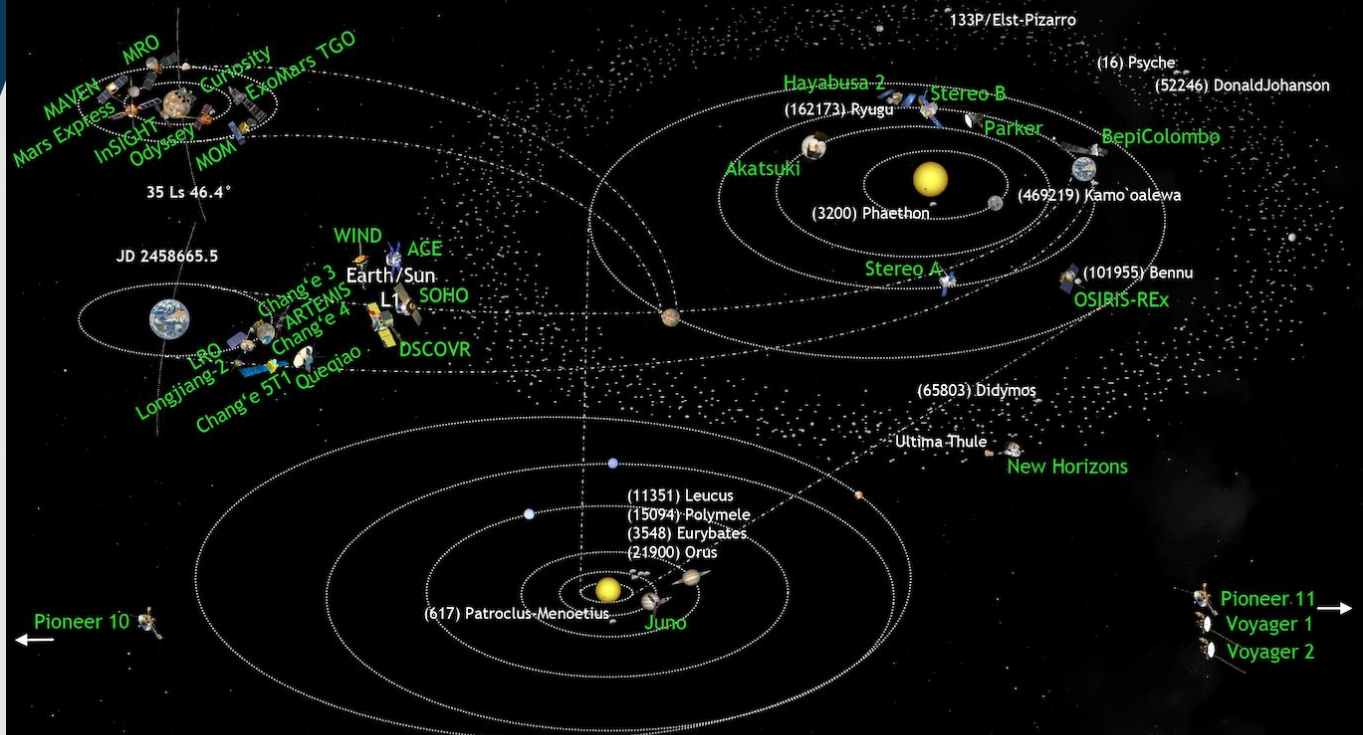 133P/Elst-Pizarro
MRO
Curiosity
ExoMars TGO
MAVEN
Mars Express
InSIGHT
Odyssey
MOM
35 Ls 46.4°
(16) Psyche
(52246) DonaldJohanson
Hayabusa 2
Stereo B
(162173) Ryugu
Parker
BepiColombo
Akatsuki
(469219) Kamo`oalewa
(3200) Phaethon
JD 2458665.5
WIND
ACE
Earth/Sun
L1
SOHO
DSCOVR
Chang'e 3
ARTEMIS
Chang'e 4
LRO
Longjiang-2
Chang'e 5T1
Queqiao
Stereo A
(101955) Bennu
OSIRIS-REx
(65803) Didymos
Ultima Thule
New Horizons
(11351) Leucus
(15094) Polymele
(3548) Eurybates
(21900) Orus
(617) Patroclus-Menoetius
Juno
Pioneer 10
Pioneer 11
Voyager 1
Voyager 2